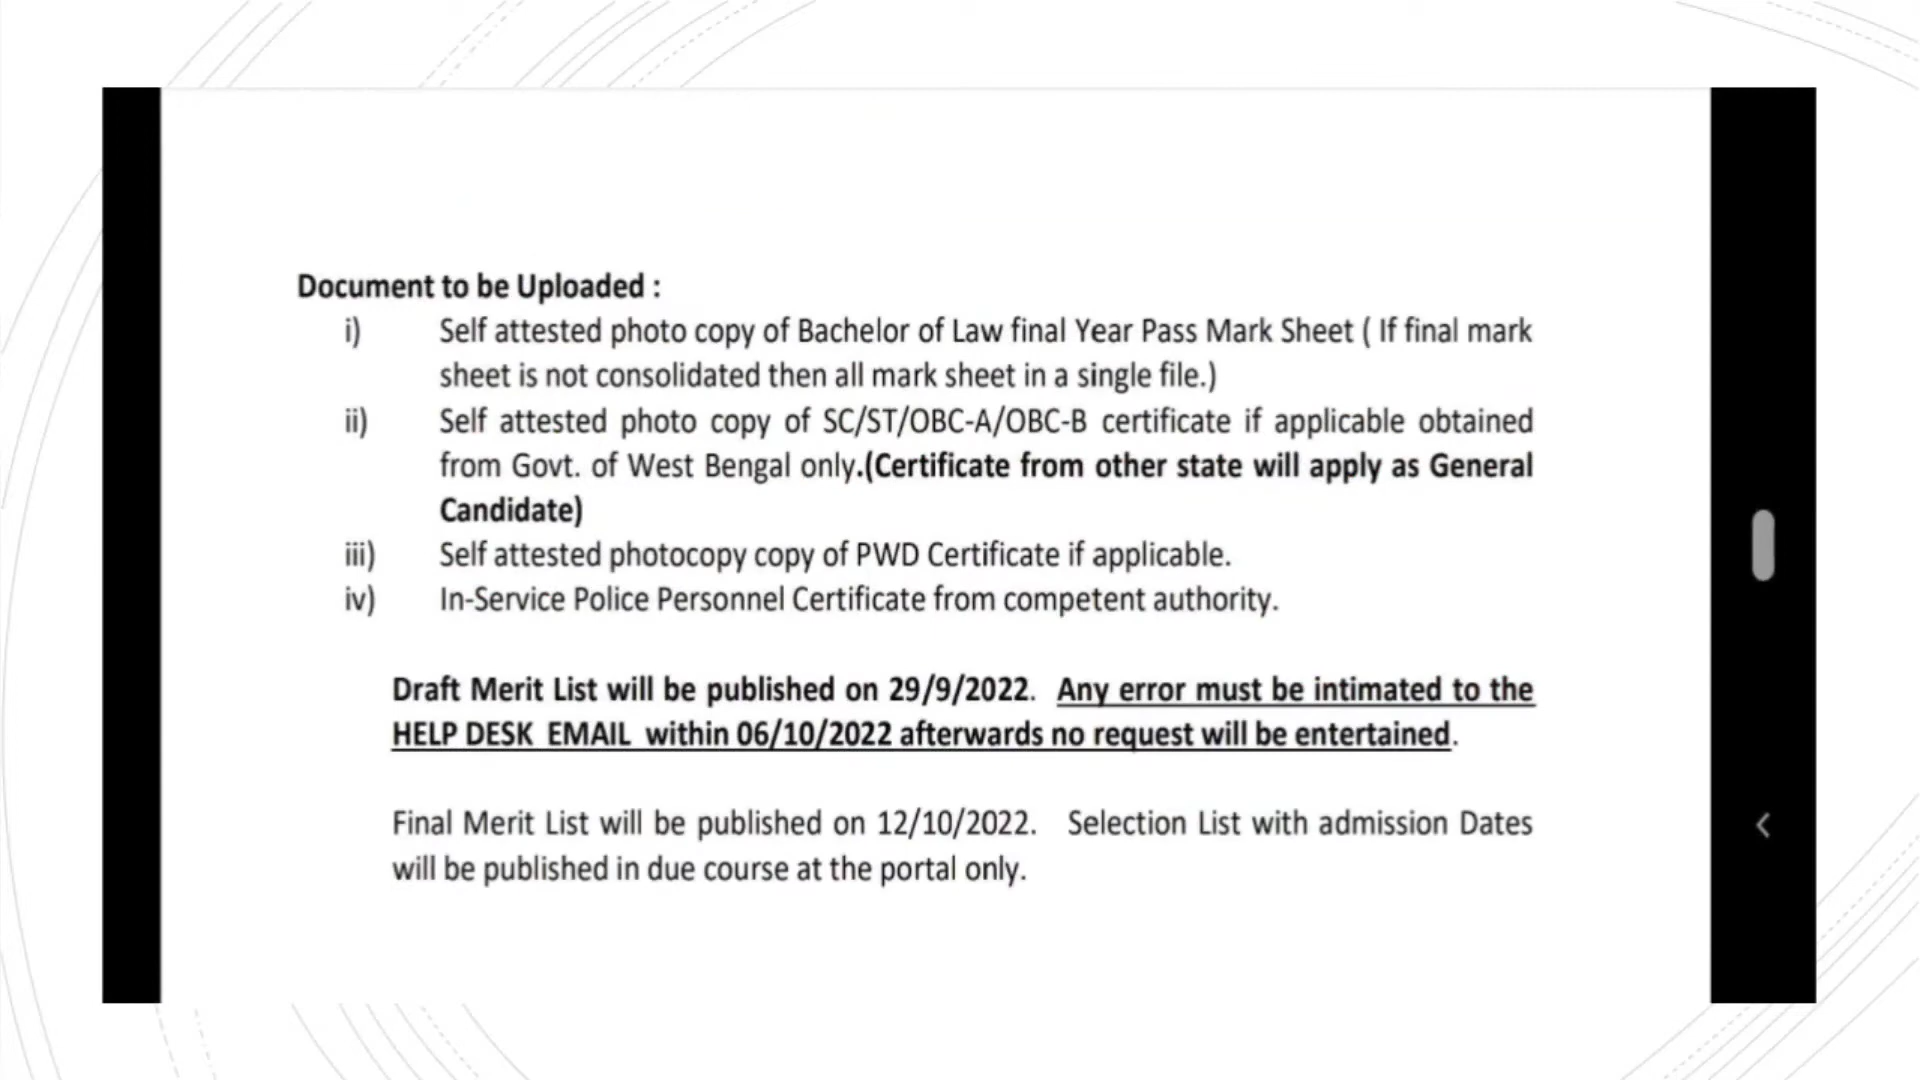 Document to be Uploaded :
i) Self attested photo copy of Bachelor of Law final Year Pass Mark Sheet ( If final mark
sheet is not consolidated then all mark sheet in a single file.)
ii) Self attested photo copy of SC/ST/OBC-A/OBC-B certificate if applicable obtained
from Govt. of West Bengal only.(Certificate from other state will apply as General
Candidate)
iii) Self attested photocopy copy of PWD Certificate if applicable.
iv) In-Service Police Personnel Certificate from competent authority.
Draft Merit List will be published on 29/9/2022. Any error must be intimated to the
HELP DESK EMAIL within 06/10/2022 afterwards no request will be entertained.
Final Merit List will be published on 12/10/2022. Selection List with admission Dates
will be published in due course at the portal only.